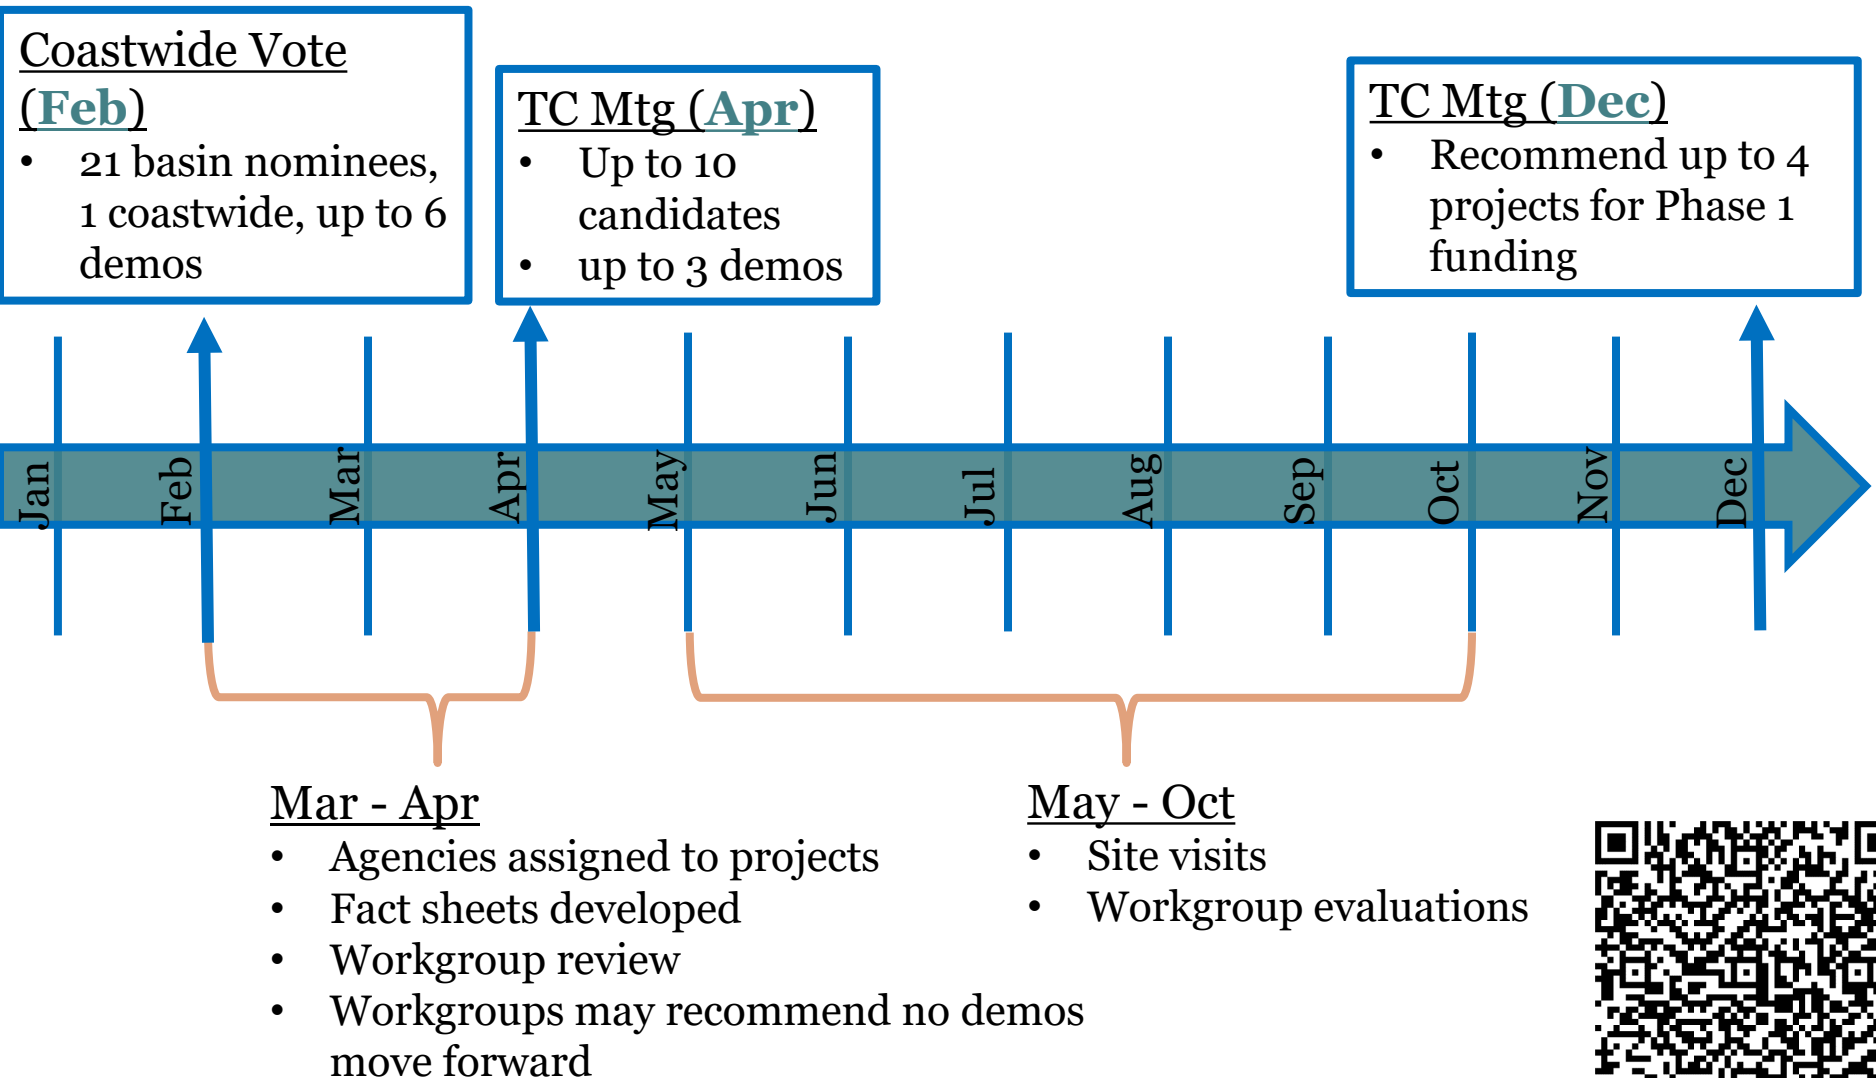 Coastwide Vote
(Feb)
• 21 basin nominees,
1 coastwide, up to 6
demos
TC Mtg (Apr)
• Up to 10
candidates
• up to 3 demos
TC Mtg (Dec)
• Recommend up to 4
projects for Phase 1
funding
Jan
Feb
Mar
Apr
May
Jun
Jul
Aug
Sep
Oct
Nov
Dec
Mar - Apr
• Agencies assigned to projects
• Fact sheets developed
• Workgroup review
• Workgroups may recommend no demos
move forward
May - Oct
• Site visits
• Workgroup evaluations